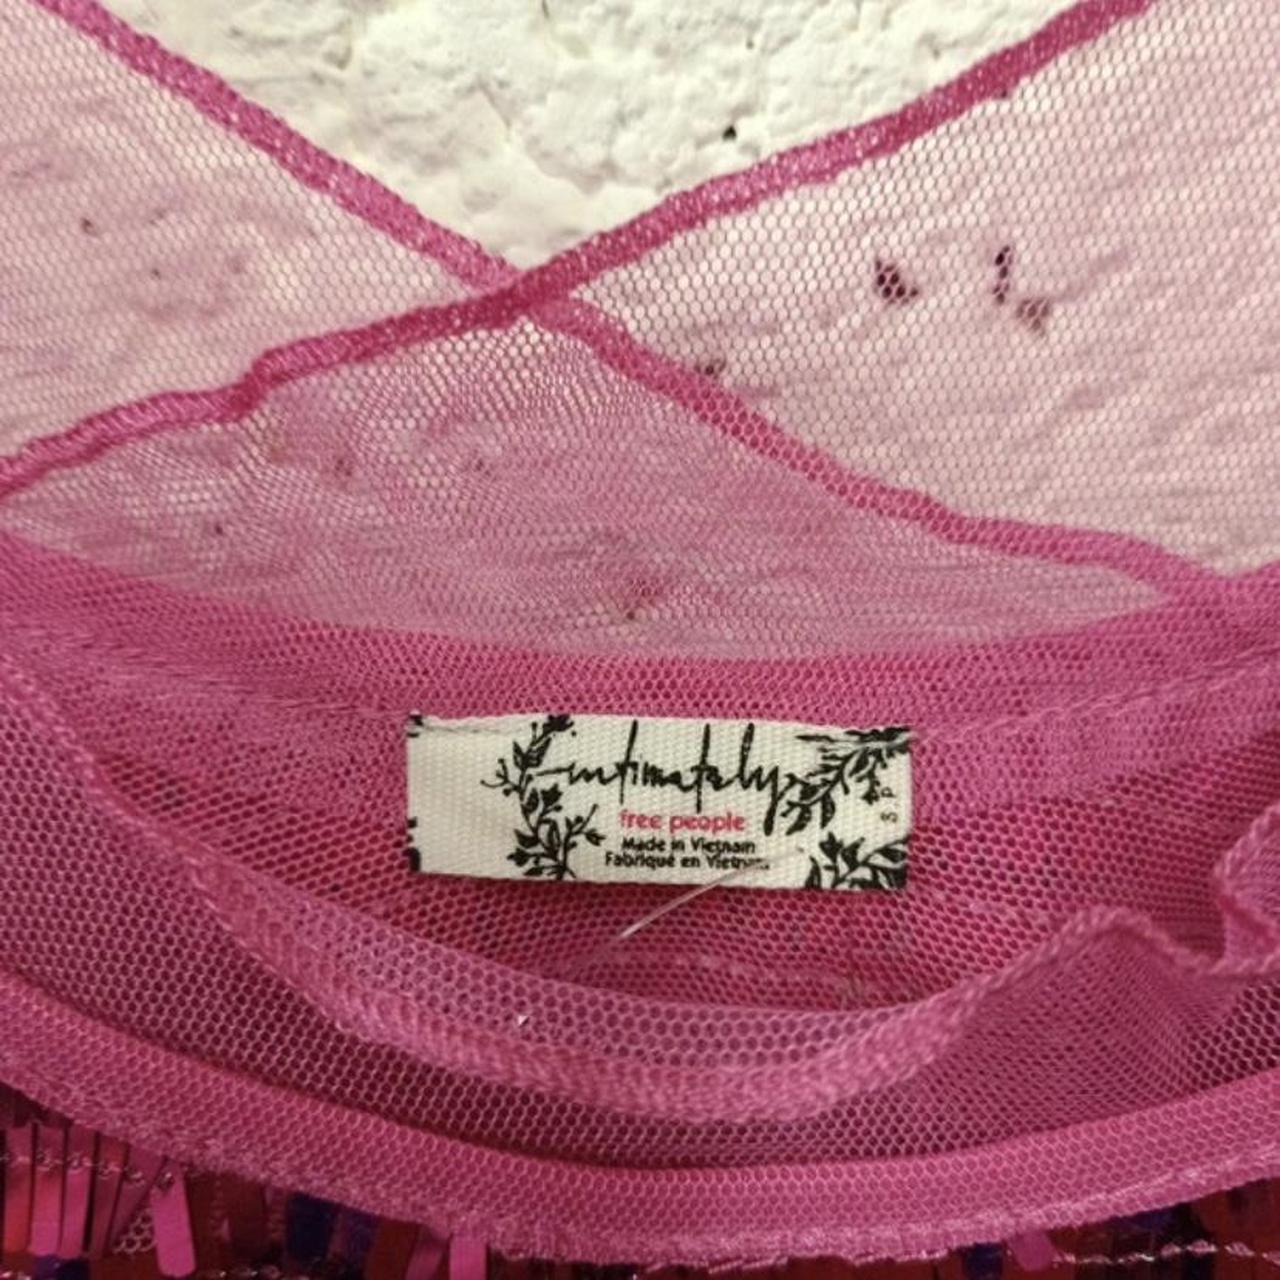 intimately
free people
Made in Vietnam
Fabriqué en Vietnam
S P